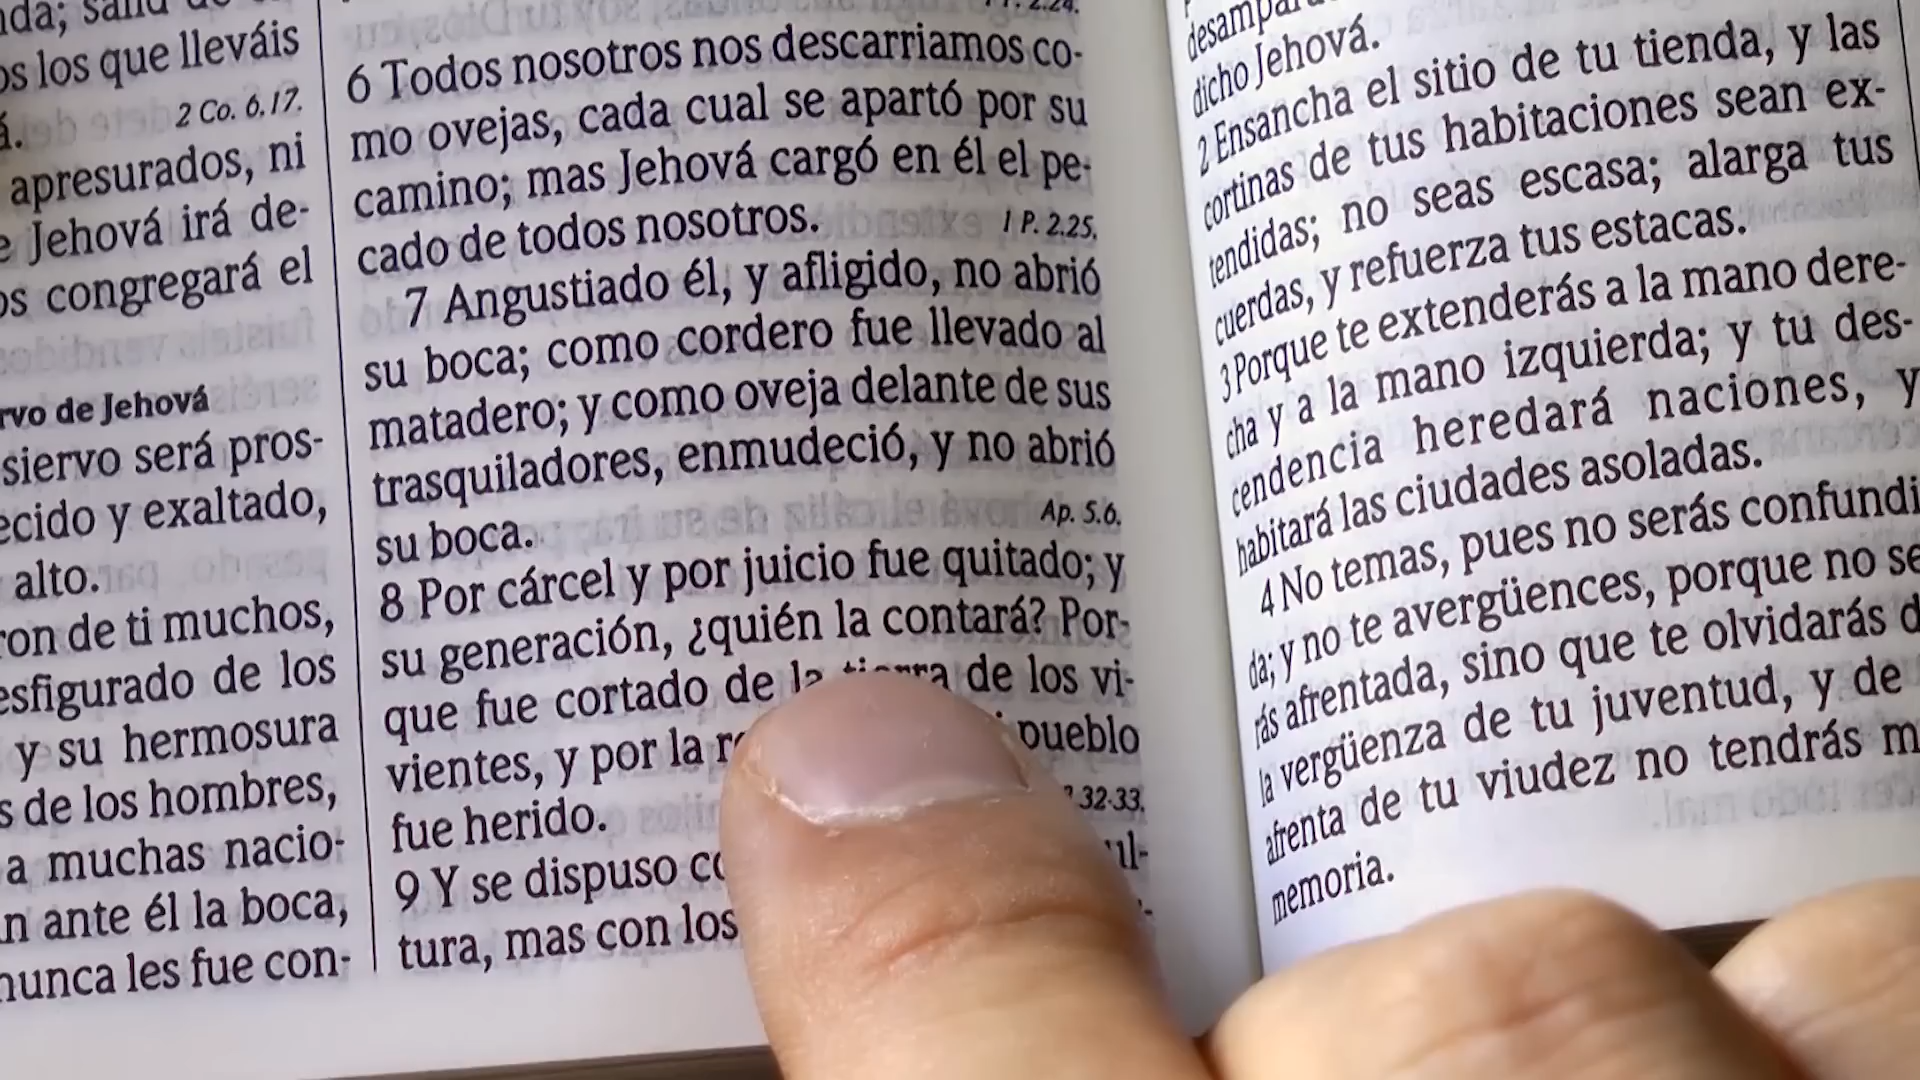 os los que lleváis
2 Co. 6.17.
apresurados, ni
Jehová irá de-
os congregará el
rvo de Jehová
siervo será pros-
ecido y exaltado,
alto.
ron de ti muchos,
esfigurado de los
y su hermosura
s de los hombres,
a muchas nacio-
n ante él la boca,
nunca les fue con-
6 Todos nosotros nos descarriamos co-
mo ovejas, cada cual se apartó por su
camino; mas Jehová cargó en él el pe-
cado de todos nosotros.
1 P. 2.25.
7 Angustiado él, y afligido, no abrió
su boca; como cordero fue llevado al
matadero; y como oveja delante de sus
trasquiladores, enmudeció, y no abrió
su boca.
Ap. 5.6.
8 Por cárcel y por juicio fue quitado; y
su generación, ¿quién la contará? Por-
que fue cortado de la tierra de los vi-
vientes, y por la pueblo
fue herido.
32-33.
9 Y se dispuso
tura, mas con los
dicho Jehová.
2 Ensancha el sitio de tu tienda, y las
cortinas de tus habitaciones sean ex-
tendidas; no seas escasa; alarga tus
cuerdas, y refuerza tus estacas.
3 Porque te extenderás a la mano dere-
cha y a la mano izquierda; y tu des-
cendencia heredará naciones, y
habitará las ciudades asoladas.
4 No temas, pues no serás confundi
da; y no te avergüences, porque no se
rás afrentada, sino que te olvidarás d
la vergüenza de tu juventud, y de
afrenta de tu viudez no tendrás m
memoria.